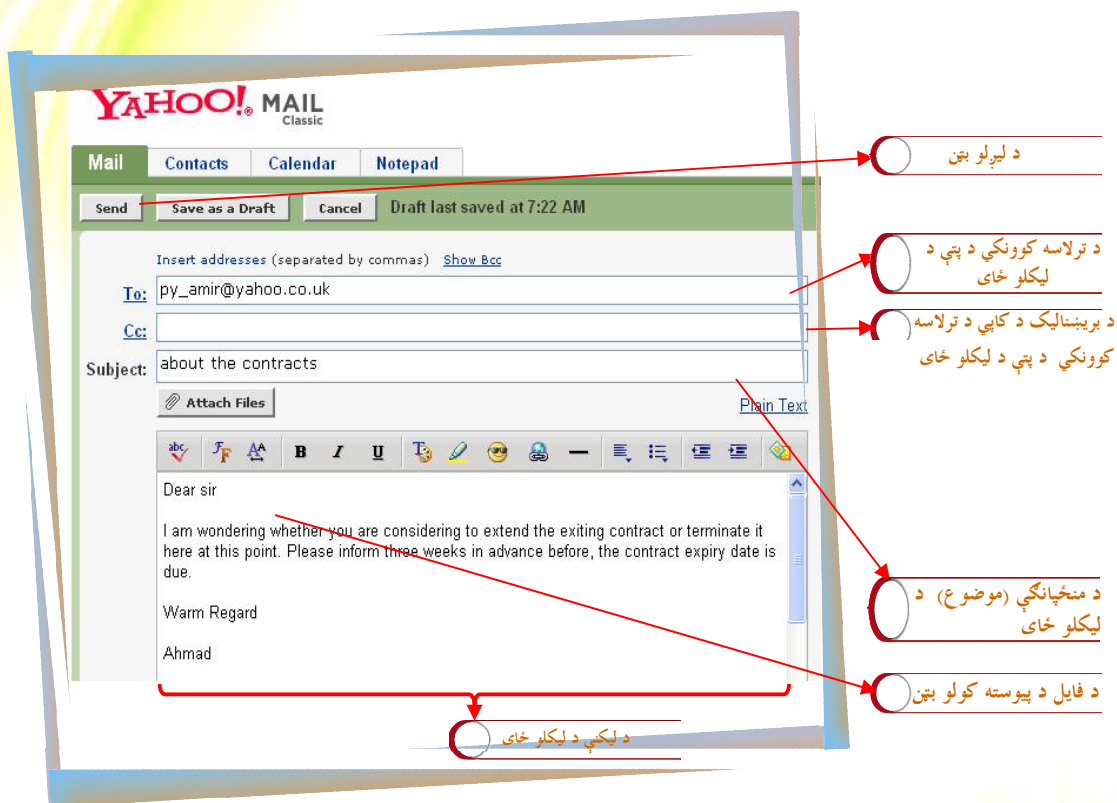 YAHOO!® MAIL
Classic
Mail Contacts Calendar Notepad
Send Save as a Draft Cancel Draft last saved at 7:22 AM
Insert addresses (separated by commas) Show Bcc
To: py_amir@yahoo.co.uk
Cc:
Subject: about the contracts
Attach Files Plain Text
Dear sir
I am wondering whether you are considering to extend the exiting contract or terminate it
here at this point. Please inform three weeks in advance before, the contract expiry date is
due.
Warm Regard
Ahmad
د لیږلو بټن
د ترلاسه کوونکي د پتې د
لیکلو ځای
د بریښنالیک د کاپي د ترلاسه
کوونکي د پتې د لیکلو ځای
د منځپانګې (موضوع) د
لیکلو ځای
د فایل د پیوسته کولو بټن
د لیکنې د لیکلو ځای